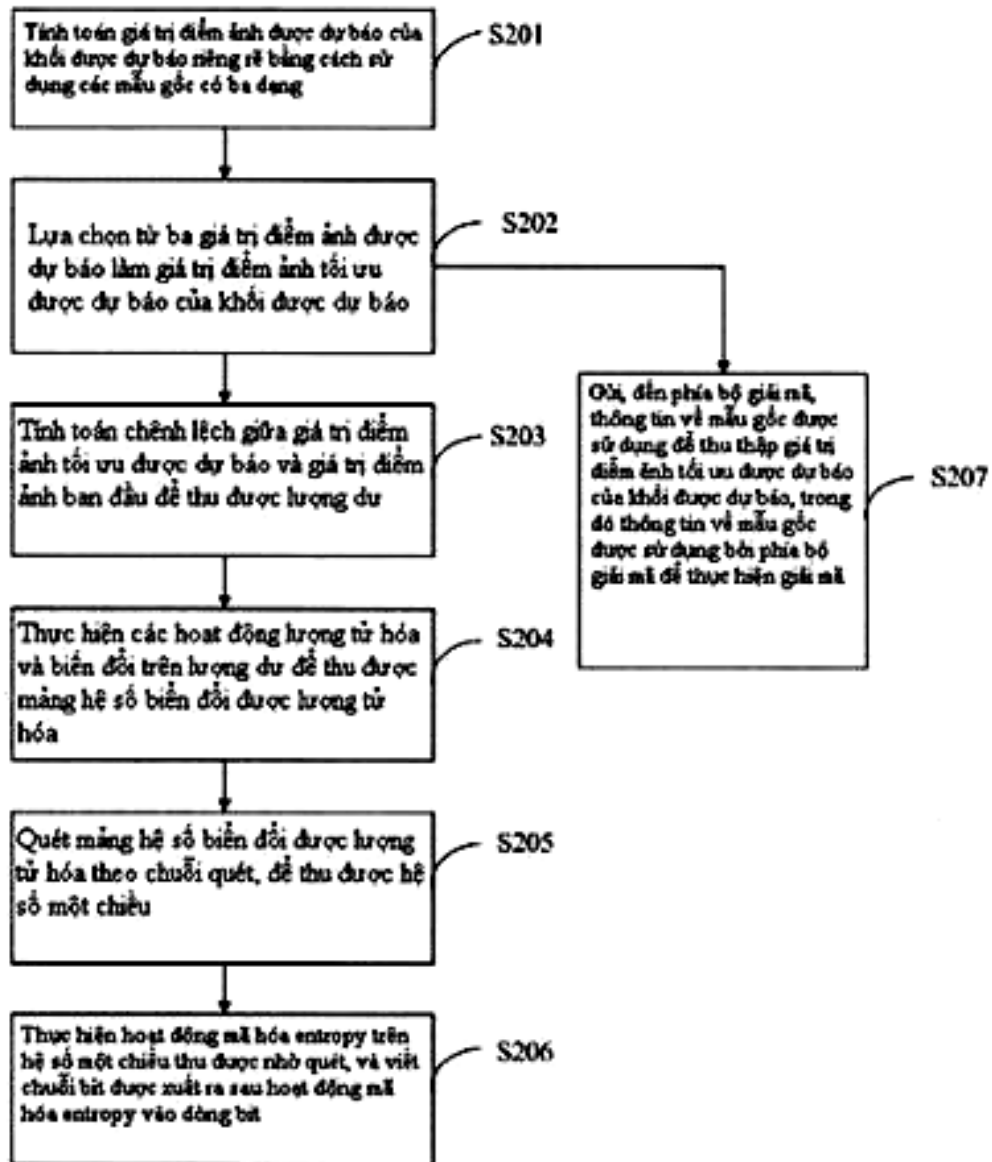 Tính toán giá trị điểm ảnh được dự báo của
khối được dự báo riêng rẽ bằng cách sử
dụng các mẫu gốc có ba dạng
S201
Lựa chọn từ ba giá trị điểm ảnh được
dự báo làm giá trị điểm ảnh tối ưu
được dự báo của khối được dự báo
S202
Tính toán chênh lệch giữa giá trị điểm
ảnh tối ưu được dự báo và giá trị điểm
ảnh ban đầu để thu được lượng dư
S203
Gửi, đến phía bộ giải mã,
thông tin về mẫu gốc được
sử dụng để thu thập giá trị
điểm ảnh tối ưu được dự báo
của khối được dự báo, trong
đó thông tin về mẫu gốc
được sử dụng bởi phía bộ
giải mã để thực hiện giải mã
S207
Thực hiện các hoạt động lượng tử hóa
và biến đổi trên lượng dư để thu được
mảng hệ số biến đổi được lượng tử
hóa
S204
Quét mảng hệ số biến đổi được lượng
tử hóa theo chuỗi quét, để thu được hệ
số một chiều
S205
Thực hiện hoạt động mã hóa entropy trên
hệ số một chiều thu được nhờ quét, và viết
chuỗi bit được xuất ra sau hoạt động mã
hóa entropy vào dòng bit
S206